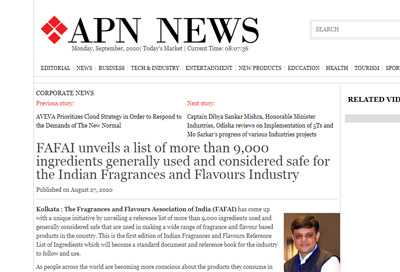 APN NEWS
Monday, September, 2020| Today's Market | Current Time: 08:07:36
SEARCH
EDITORIAL | NEWS | BUSINESS | TECH & INDUSTRY | ENTERTAINMENT | NEW PRODUCTS | EDUCATION | HEALTH | TOURISM | SPOR
CORPORATE NEWS
RELATED VID
Previous story: Next story:
AVEVA Prioritizes Cloud Strategy in Order to Respond to Captain Dibya Sankar Mishra, Honorable Minister
the Demands of The New Normal Industries, Odisha reviews on Implementation of 5Ts and
Mo Sarkar's progress of various Industries projects
FAFAI unveils a list of more than 9,000
ingredients generally used and considered safe for
the Indian Fragrances and Flavours Industry
Published on August 27, 2020
Kolkata : The Fragrances and Flavours Association of India (FAFAI) has come up
with a unique initiative by unveiling a reference list of more than 9,000 ingredients used and
generally considered safe that are used in making a wide range of fragrance and flavour based
products in the country. This is the first edition of Indian Fragrances and Flavours Reference
List of Ingredients which will become a standard document and reference book for the industry
to follow and use.
As people across the world are becoming more conscious about the products they consume in